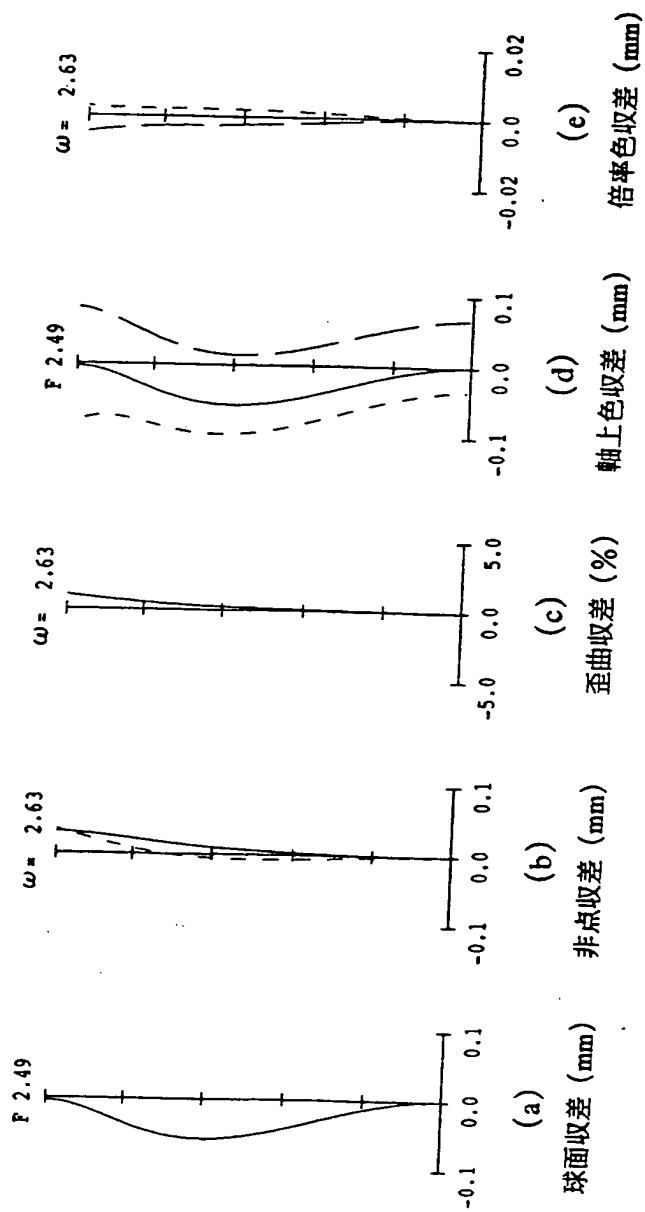 F 2.49
-0.1 0.0 0.1
(a)
球面収差 (mm)
ω= 2.63
-0.1 0.0 0.1
(b)
非点収差 (mm)
ω= 2.63
-5.0 0.0 5.0
(c)
歪曲収差 (%)
F 2.49
-0.1 0.0 0.1
(d)
軸上色収差 (mm)
ω= 2.63
-0.02 0.0 0.02
(e)
倍率色収差 (mm)